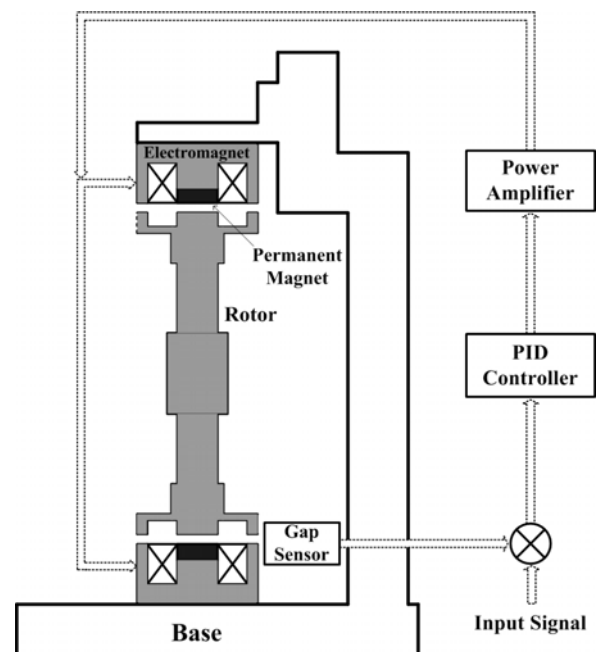 Electromagnet
Power
Amplifier
Permanent
Magnet
Rotor
PID
Controller
Gap
Sensor
Input Signal
Base